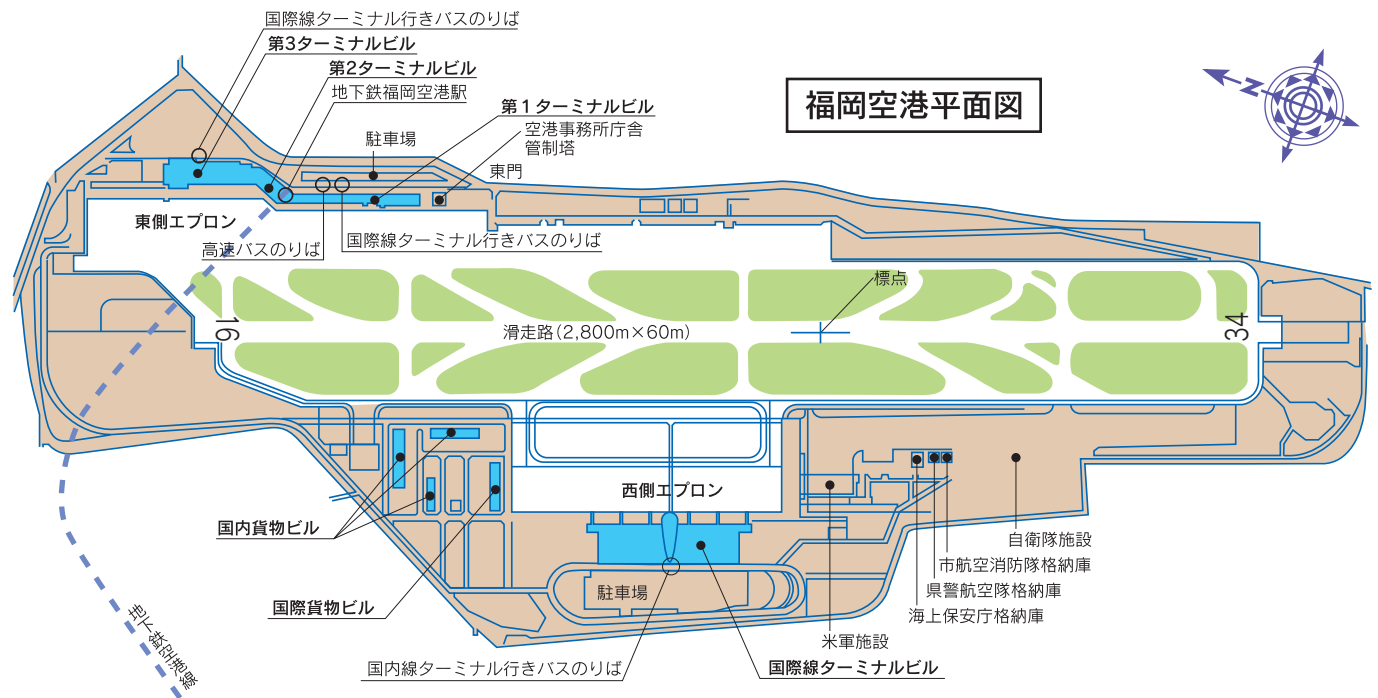 国際線ターミナル行きバスのりば
第3ターミナルビル
第2ターミナルビル
地下鉄福岡空港駅
第1ターミナルビル
空港事務所庁舎
管制塔
駐車場
東門
福岡空港平面図
N
東側エプロン
高速バスのりば
国際線ターミナル行きバスのりば
標点
16
滑走路(2,800m×60m)
34
西側エプロン
国内貨物ビル
国際貨物ビル
駐車場
自衛隊施設
市航空消防隊格納庫
県警航空隊格納庫
海上保安庁格納庫
米軍施設
国内線ターミナル行きバスのりば
国際線ターミナルビル
地下鉄空港線